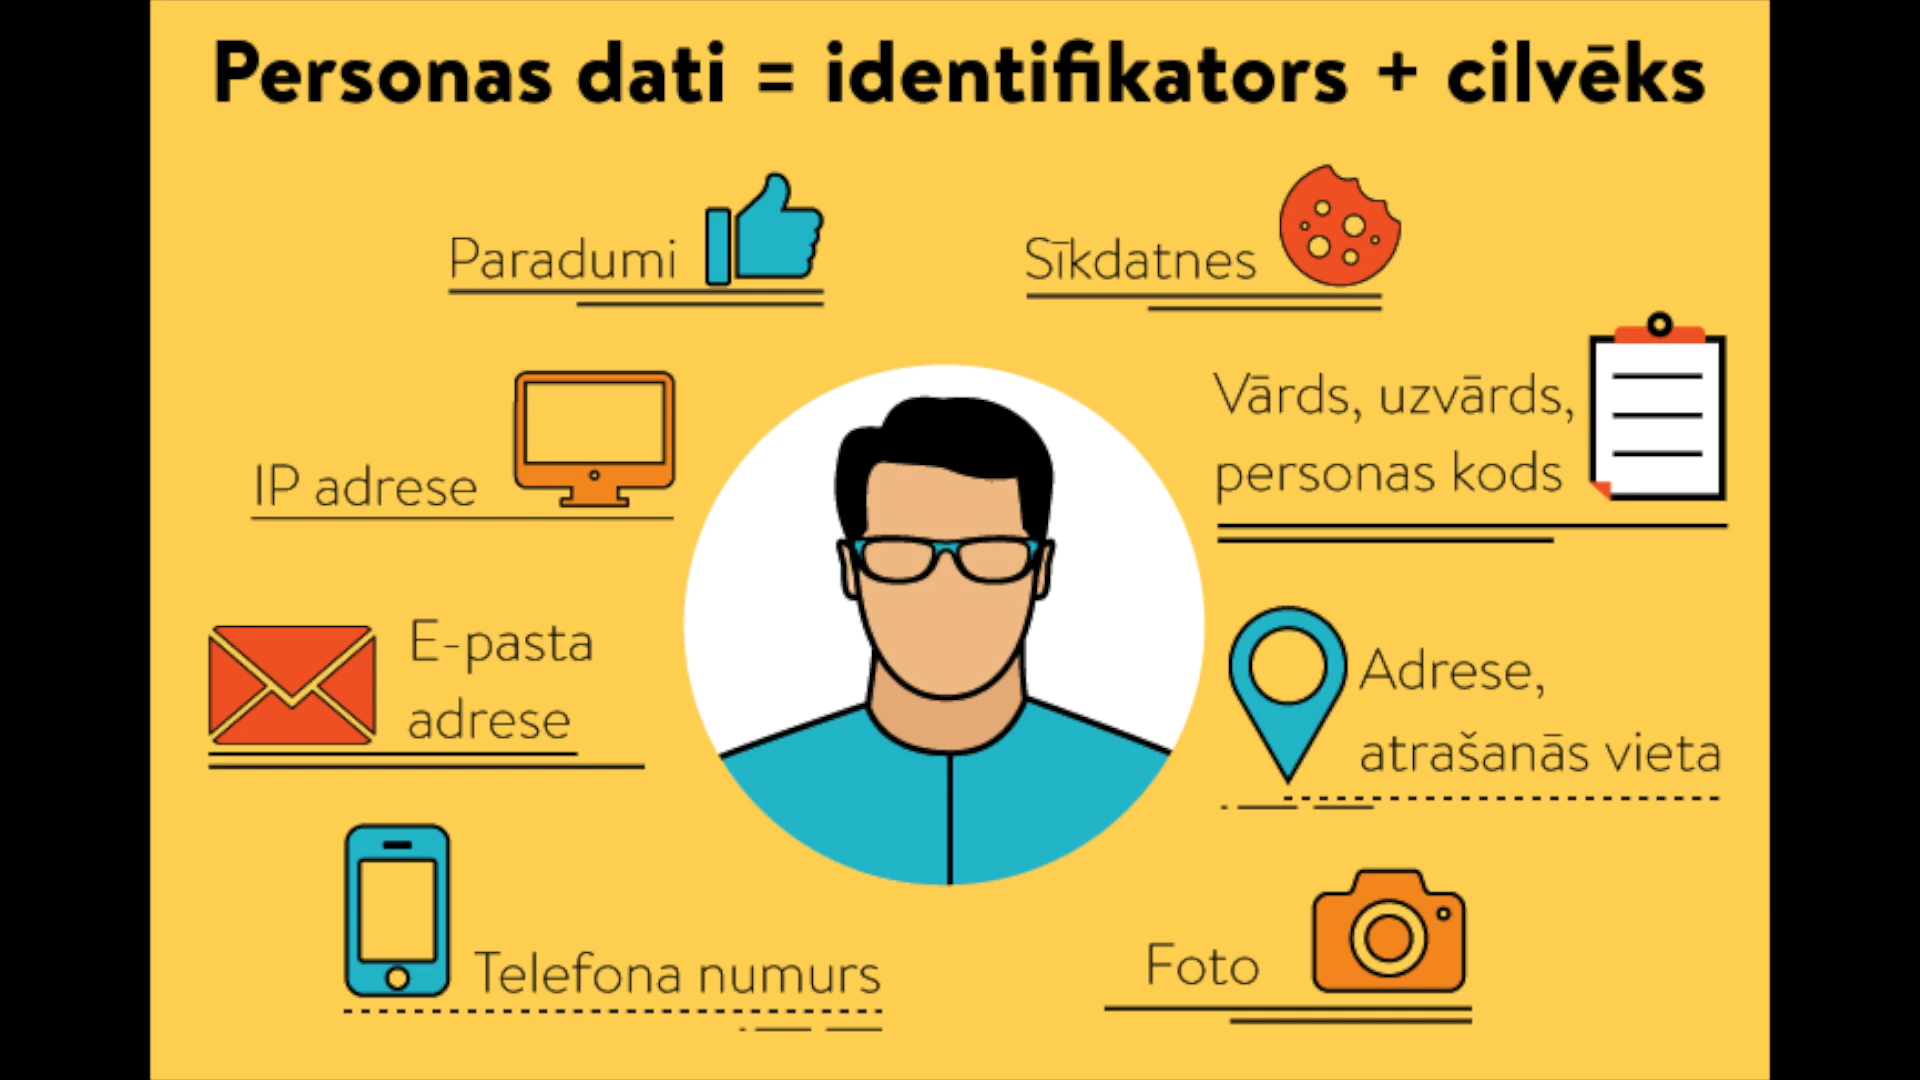 Personas dati = identifikators + cilvēks
Paradumi
Sīkdatnes
IP adrese
Vārds, uzvārds,
personas kods
E-pasta
adrese
Adrese,
atrašanās vieta
Telefona numurs
Foto